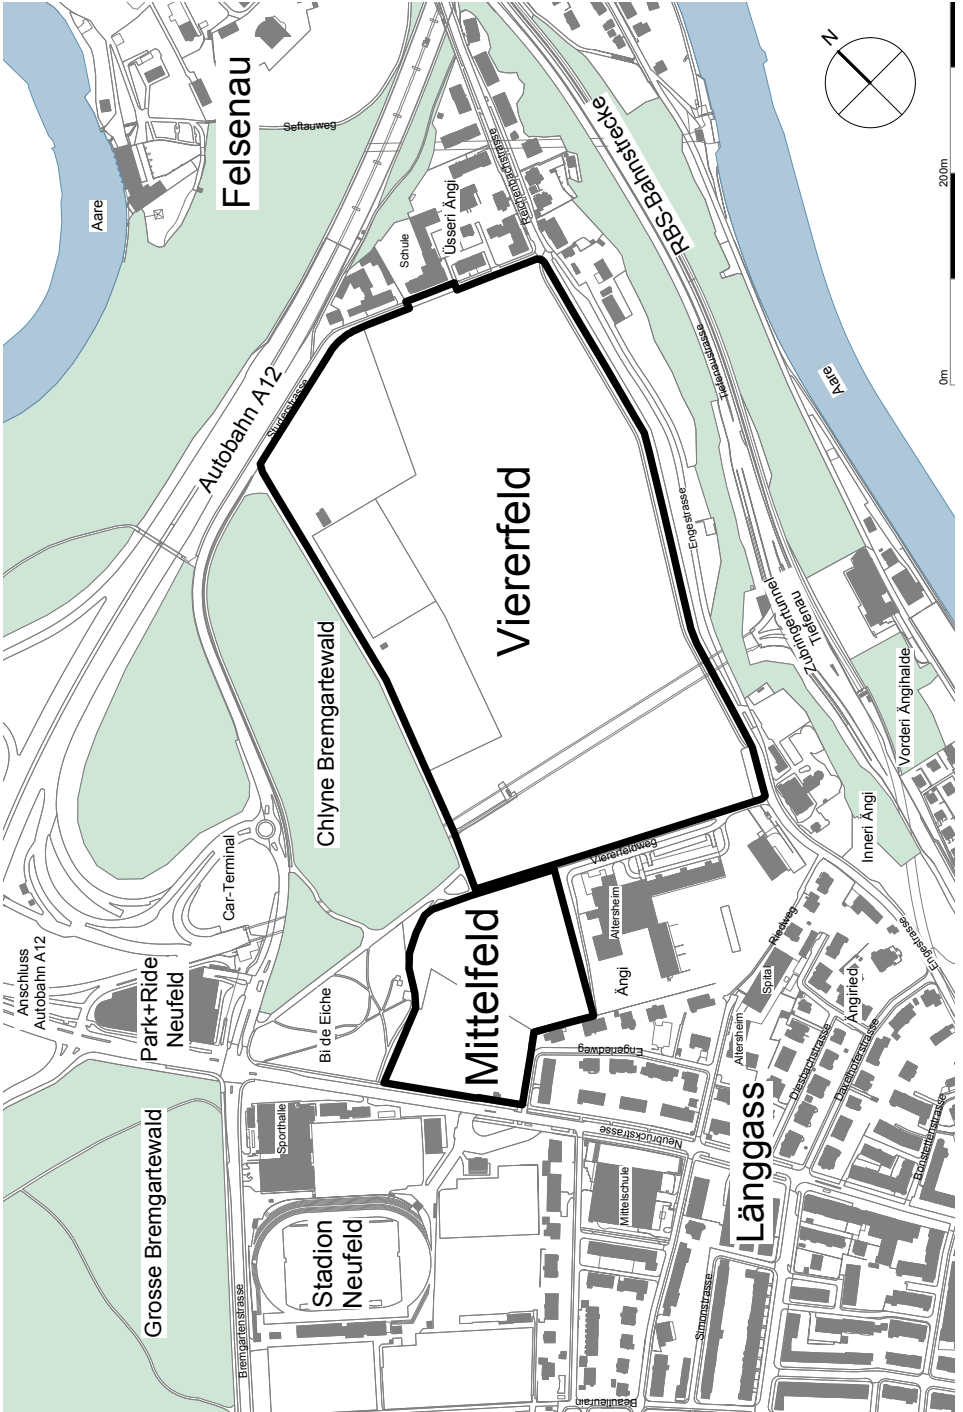 Felsenau
Seftauweg
Aare
N
RBS-Bahnstrecke
Reichenbachstrasse
Üsseri Ängi
Schule
200m
0m
Autobahn A12
Studerstrasse
Tiefenaustrasse
Aare
Viererfeld
Engestrasse
Zubringertunnel
Tiefenau
Vorderi Ängihalde
Chlyne Bremgartewald
Car-Terminal
Viererfeldweg
Inneri Ängi
Anschluss
Autobahn A12
Park+Ride
Neufeld
Bi de Eiche
Mittelfeld
Altersheim
Ängi
Riedweg
Spital
Engestrasse
Angiried
Altersheim
Diesbachstrasse
Daxelhoferstrasse
Engeriedweg
Grosse Bremgartewald
Sporthalle
Neubrückstrasse
Länggass
Bonstettenstrasse
Mittelschule
Stadion
Neufeld
Bremgartenstrasse
Simonstrasse
Beaulieurain